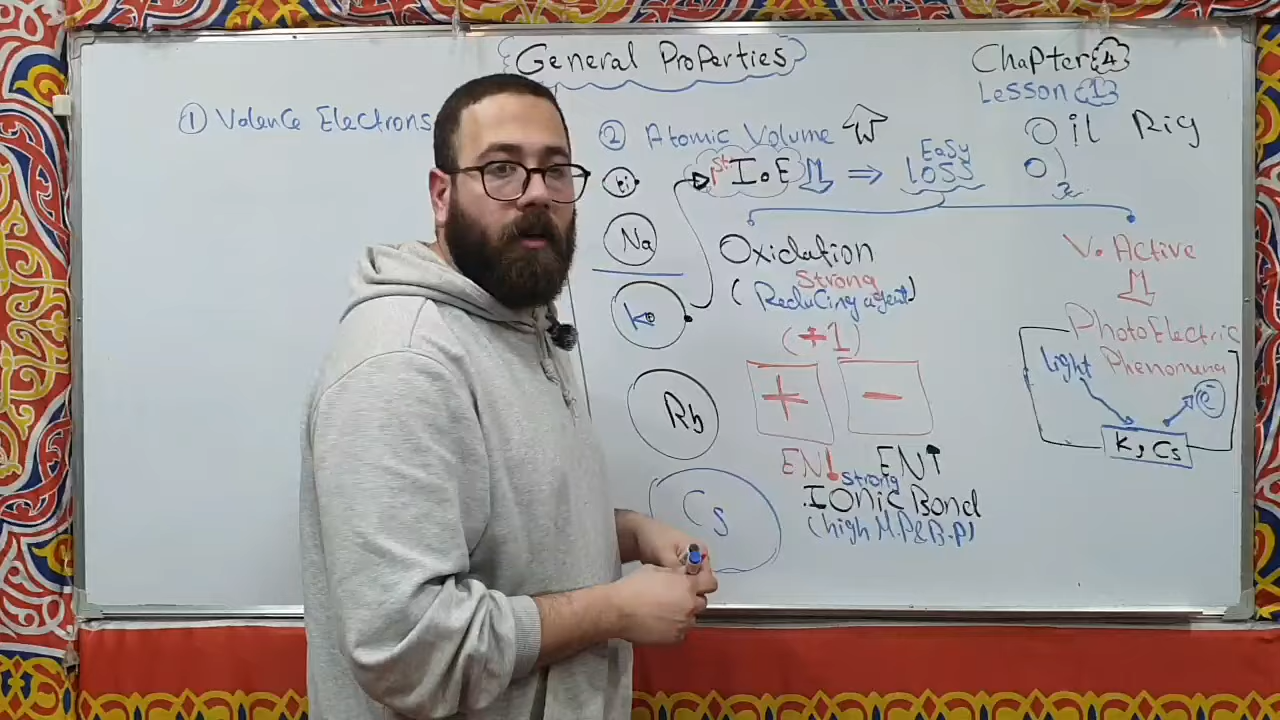 General Properties
Chapter 4
Lesson 1
Oil Rig
① Valence Electrons
② Atomic Volume
1st I.E
Easy
Loss
Li
Na
K
Rb
Cs
Oxidation
Strong
(Reducing agent)
(+1)
+ -
EN↓ EN↑
Strong
Ionic Bond
(high M.P & B.P)
V. Active
PhotoElectric
light Phenomena
e-
K, Cs